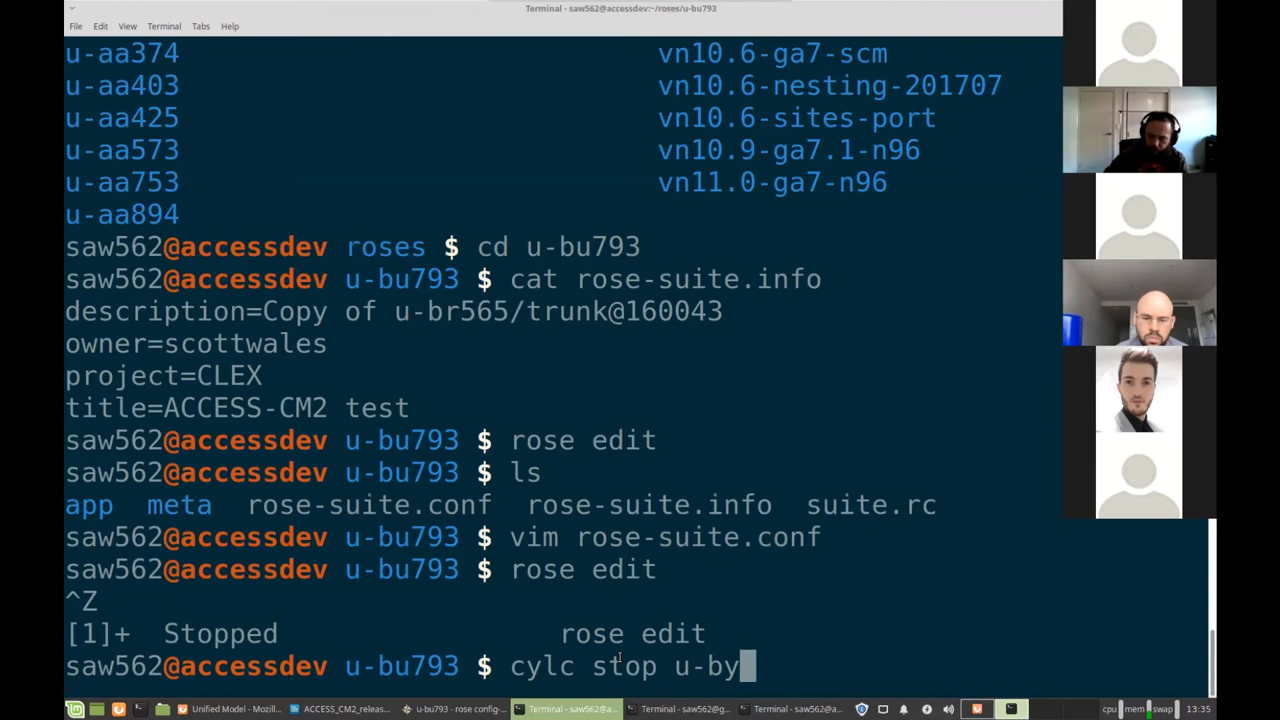 Terminal - saw562@accessdev:~/roses/u-bu793
File Edit View Terminal Tabs Help
u-aa374 vn10.6-ga7-scm
u-aa403 vn10.6-nesting-201707
u-aa425 vn10.6-sites-port
u-aa573 vn10.9-ga7.1-n96
u-aa753 vn11.0-ga7-n96
u-aa894
saw562@accessdev roses $ cd u-bu793
saw562@accessdev u-bu793 $ cat rose-suite.info
description=Copy of u-br565/trunk@160043
owner=scottwales
project=CLEX
title=ACCESS-CM2 test
saw562@accessdev u-bu793 $ rose edit
saw562@accessdev u-bu793 $ ls
app meta rose-suite.conf rose-suite.info suite.rc
saw562@accessdev u-bu793 $ vim rose-suite.conf
saw562@accessdev u-bu793 $ rose edit
^Z
[1]+ Stopped rose edit
saw562@accessdev u-bu793 $ cylc stop u-by
Unified Model - Mozill... ACCESS_CM2_releas... u-bu793 - rose config-... Terminal - saw562@a... Terminal - saw562@g... Terminal - saw562@a... cpu mem swap 13:35